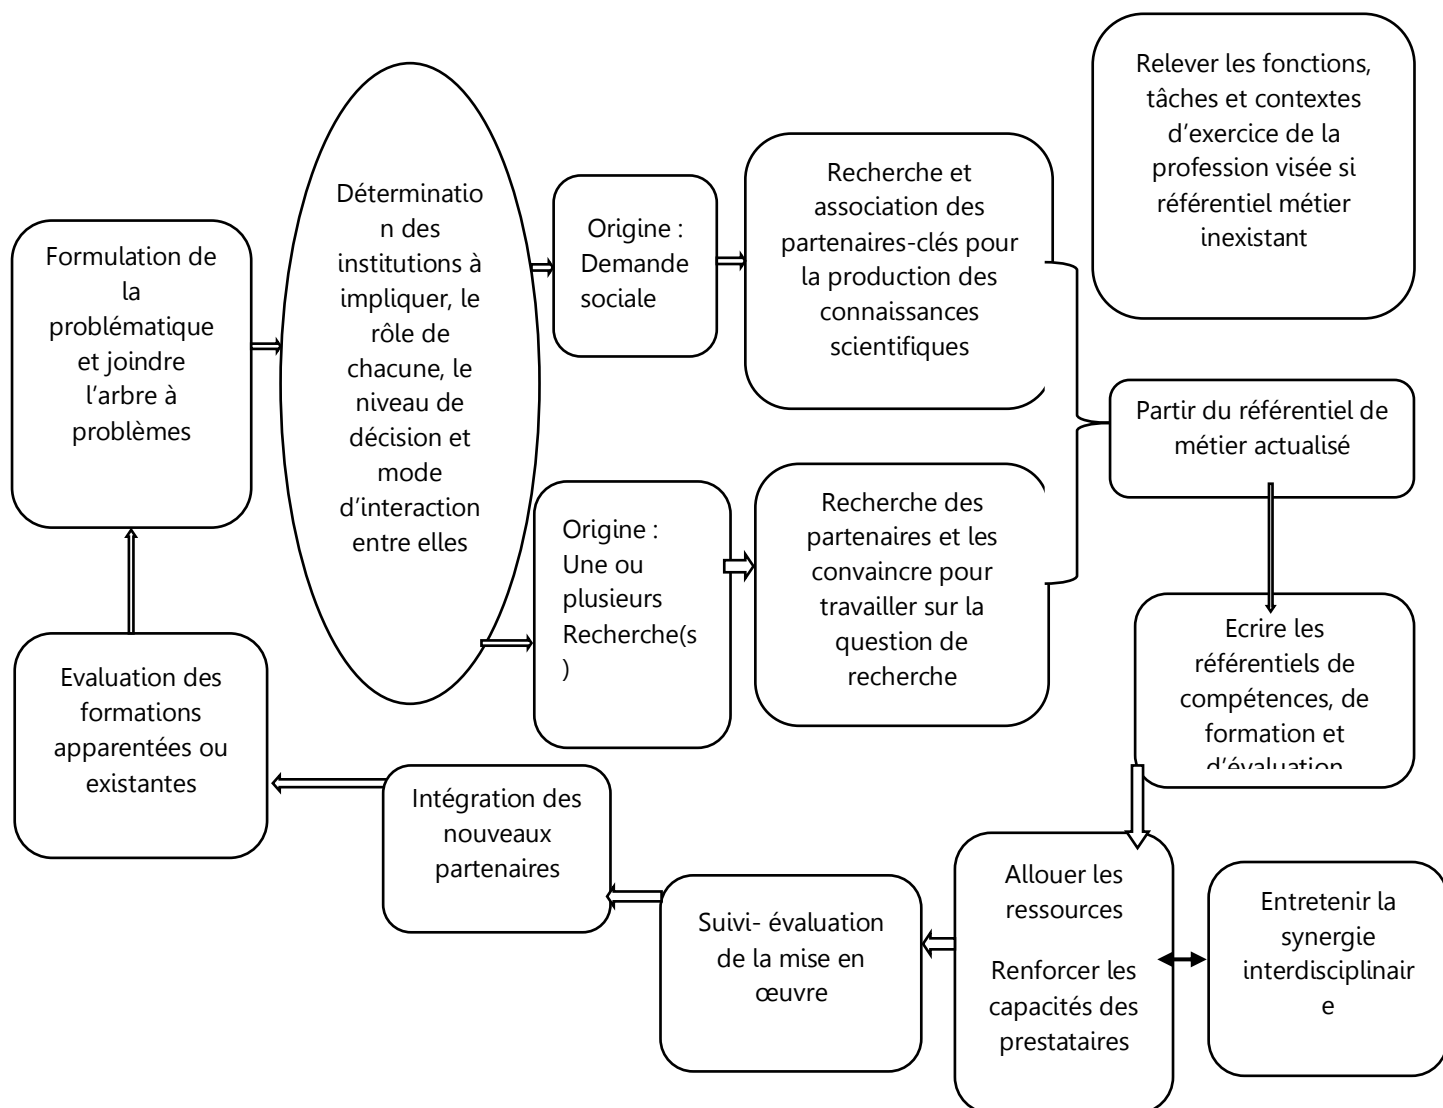 Formulation de
la
problématique
et joindre
l’arbre à
problèmes
Déterminatio
n des
institutions à
impliquer, le
rôle de
chacune, le
niveau de
décision et
mode
d’interaction
entre elles
Origine :
Demande
sociale
Recherche et
association des
partenaires-clés pour
la production des
connaissances
scientifiques
Relever les fonctions,
tâches et contextes
d’exercice de la
profession visée si
référentiel métier
inexistant
Origine :
Une ou
plusieurs
Recherche(s
)
Recherche des
partenaires et les
convaincre pour
travailler sur la
question de
recherche
Partir du référentiel de
métier actualisé
Ecrire les
référentiels de
compétences, de
formation et
d’évaluation
Allouer les
ressources
Renforcer les
capacités des
prestataires
Entretenir la
synergie
interdisciplinair
e
Suivi- évaluation
de la mise en
œuvre
Intégration des
nouveaux
partenaires
Evaluation des
formations
apparentées ou
existantes